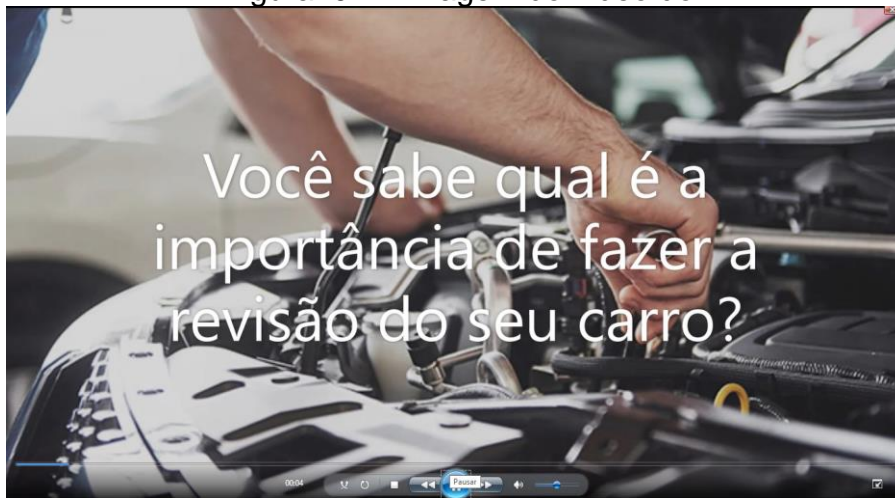 Você sabe qual é a
importância de fazer a
revisão do seu carro?
00:04
Pausar